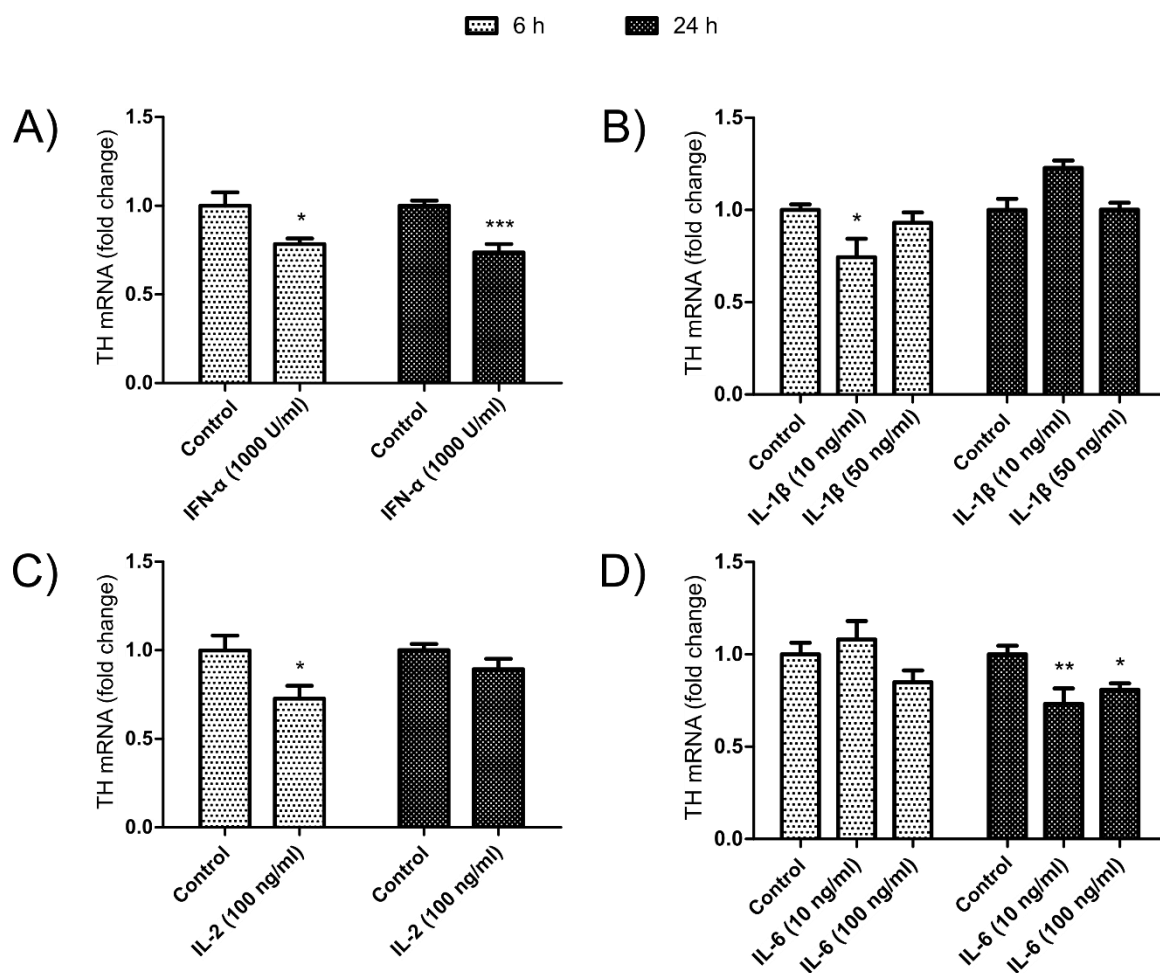 6 h
24 h
A)
TH mRNA (fold change)
1.5
1.0
0.5
0.0
*
***
Control
IFN-α (1000 U/ml)
Control
IFN-α (1000 U/ml)
B)
TH mRNA (fold change)
1.5
1.0
0.5
0.0
*
Control
IL-1β (10 ng/ml)
IL-1β (50 ng/ml)
Control
IL-1β (10 ng/ml)
IL-1β (50 ng/ml)
C)
TH mRNA (fold change)
1.5
1.0
0.5
0.0
*
Control
IL-2 (100 ng/ml)
Control
IL-2 (100 ng/ml)
D)
TH mRNA (fold change)
1.5
1.0
0.5
0.0
**
*
Control
IL-6 (10 ng/ml)
IL-6 (100 ng/ml)
Control
IL-6 (10 ng/ml)
IL-6 (100 ng/ml)